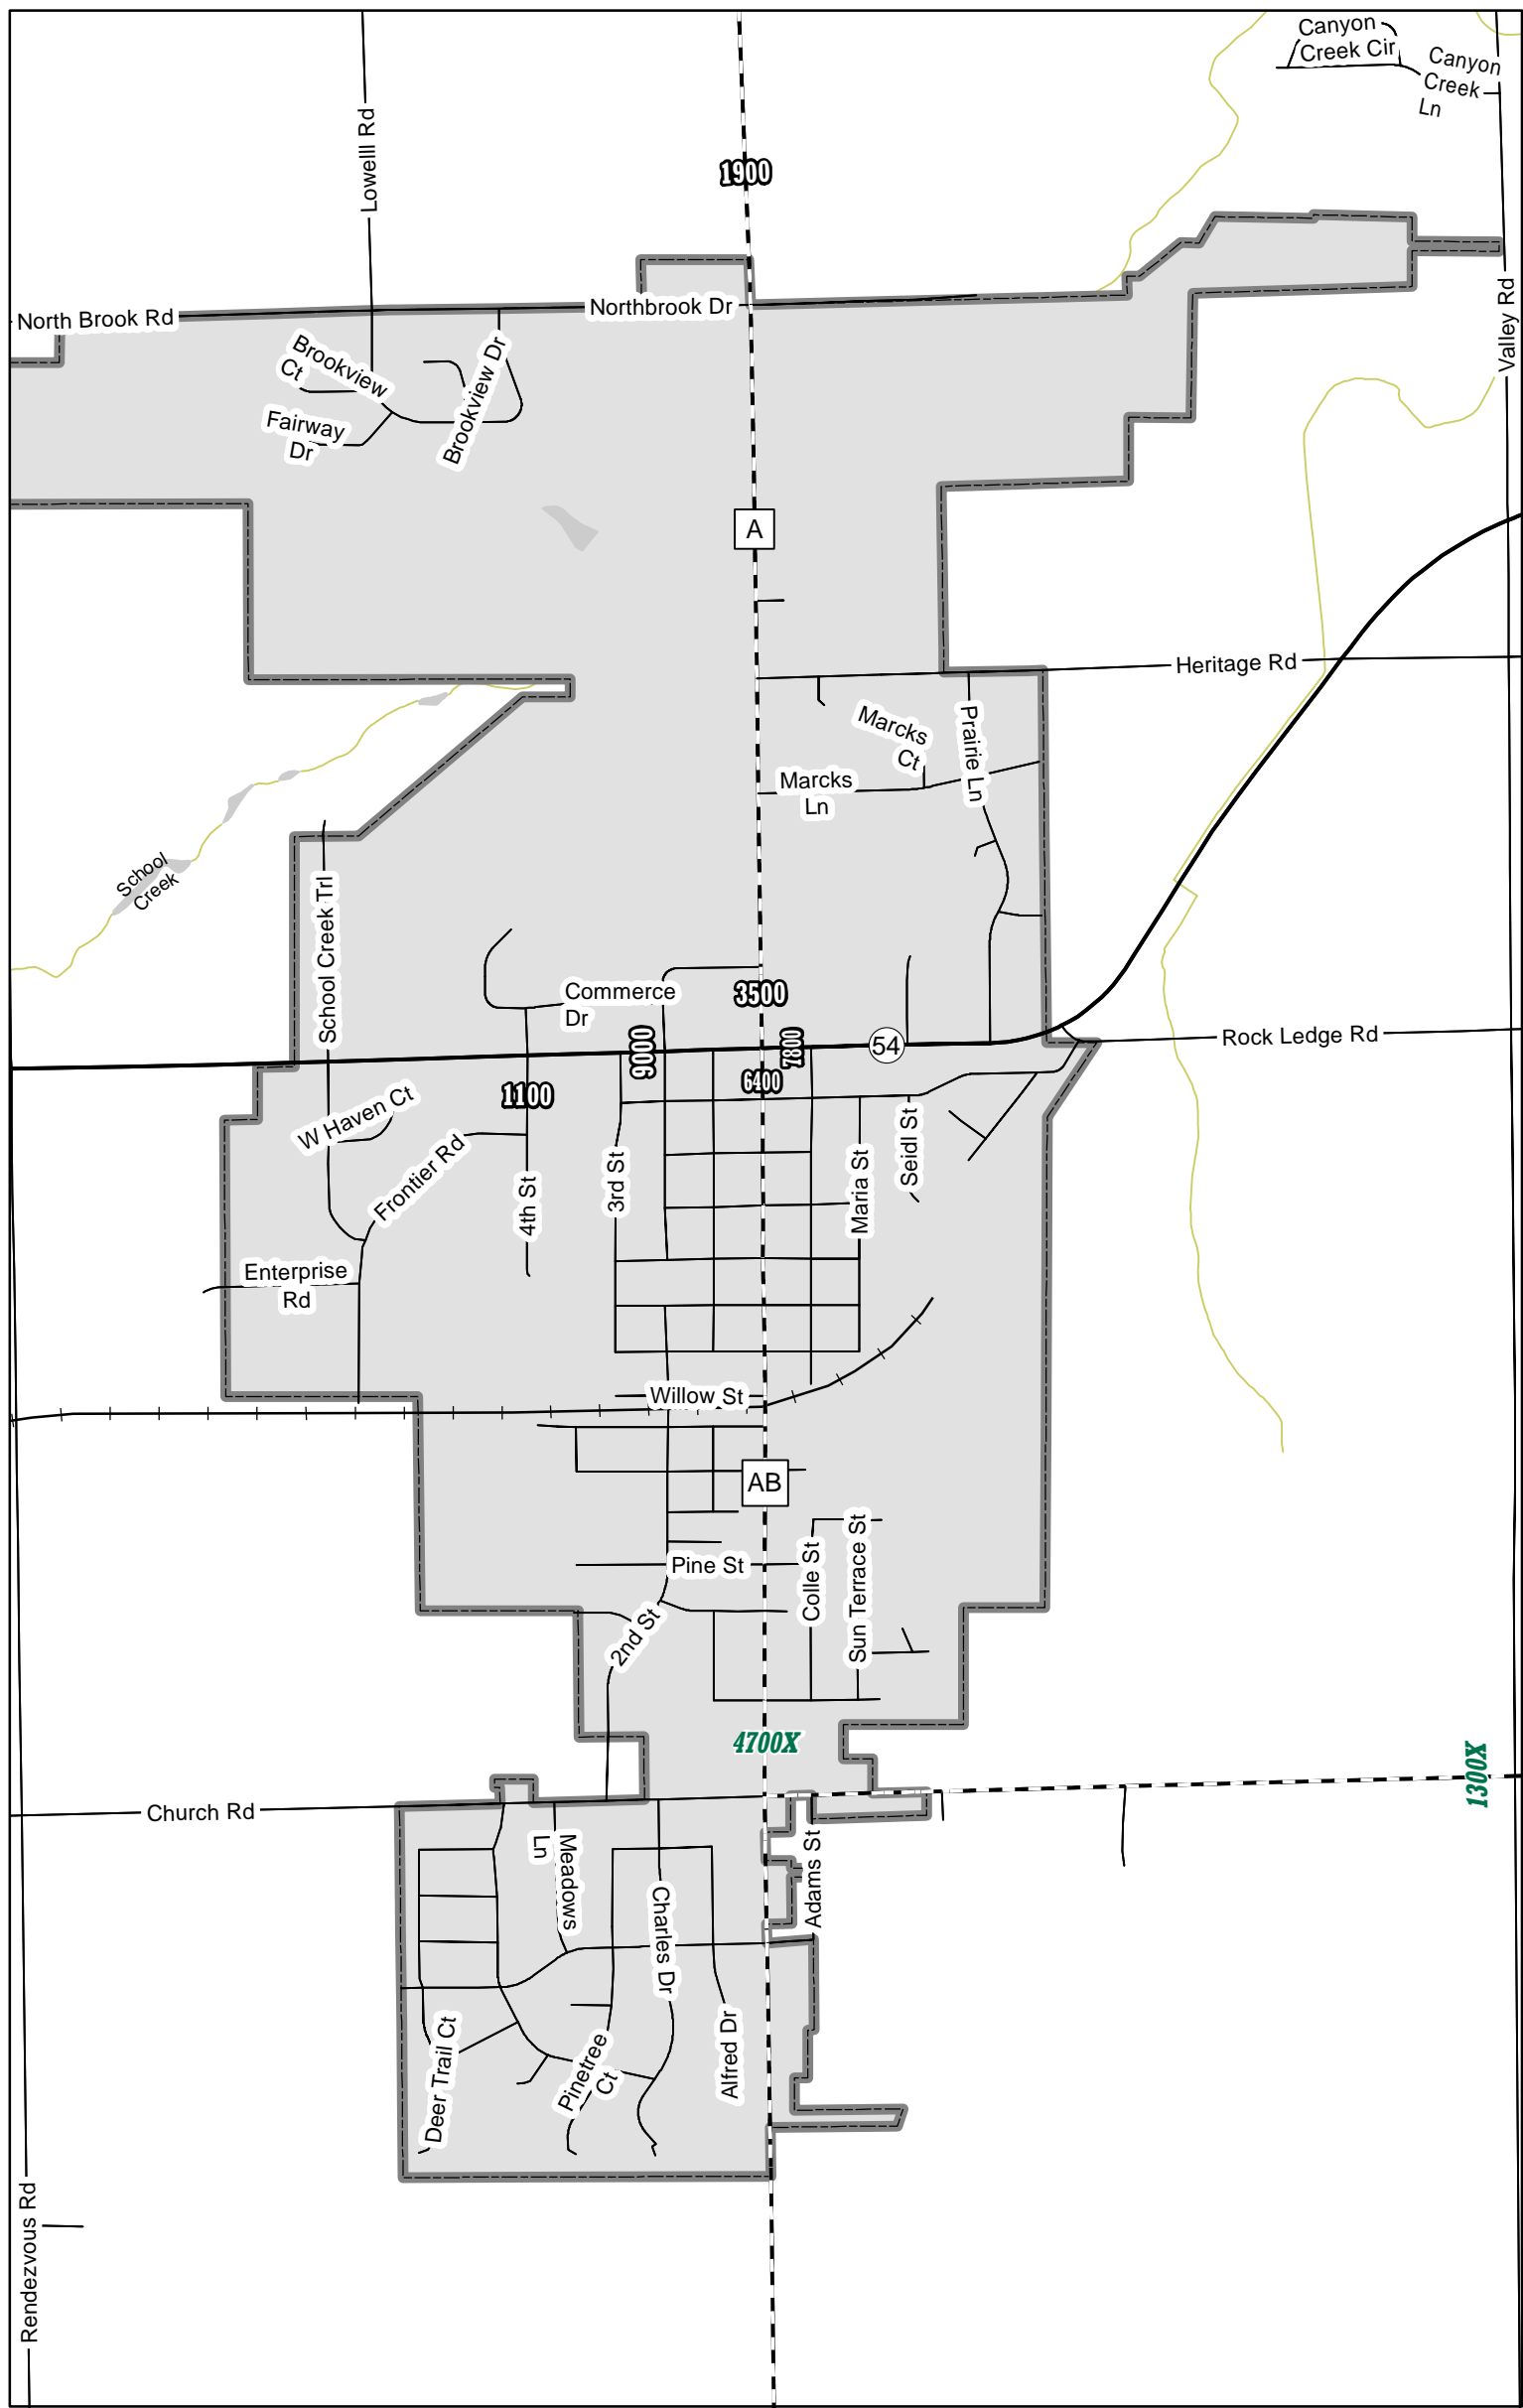 Canyon
Creek Cir
Canyon
Creek
Ln
Lowelll Rd
1900
North Brook Rd
Northbrook Dr
Valley Rd
Brookview
Ct
Brookview Dr
Fairway
Dr
A
Heritage Rd
Marcks
Ct
Prairie Ln
Marcks
Ln
School
Creek
School Creek Trl
Commerce
Dr
3500
9000
7800
54
Rock Ledge Rd
6400
1100
W Haven Ct
Frontier Rd
4th St
3rd St
Maria St
Seidl St
Enterprise
Rd
Willow St
AB
Pine St
Colle St
Sun Terrace St
2nd St
4700X
1300X
Church Rd
Meadows
Ln
Adams St
Charles Dr
Deer Trail Ct
Pinetree
Ct
Alfred Dr
Rendezvous Rd